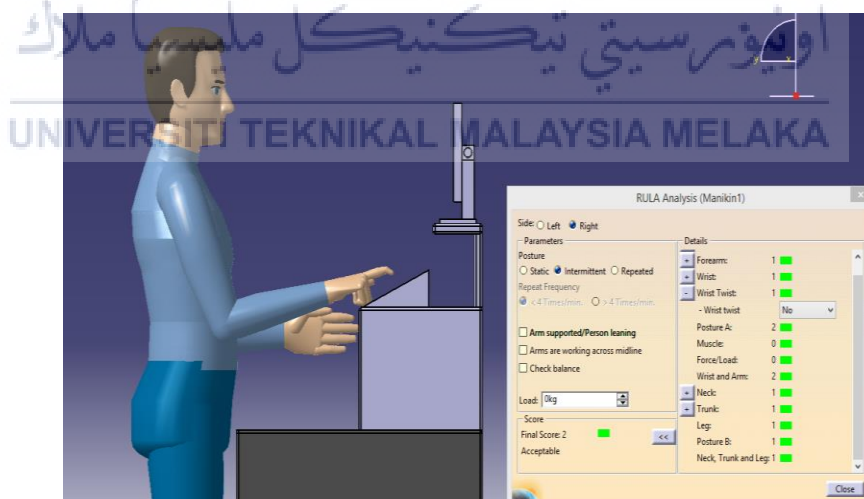 اونيۏرسيتي تيكنيكل مليسيا ملاك
UNIVERSITI TEKNIKAL MALAYSIA MELAKA
RULA Analysis (Manikin1)
Side: Left Right
Parameters
Posture
Static Intermittent Repeated
Repeat Frequency
< 4 Times/min. > 4 Times/min.
Arm supported/Person leaning
Arms are working across midline
Check balance
Load: 0kg
Score
Final Score: 2
Acceptable
<<
Details
+ Forearm: 1
+ Wrist: 1
- Wrist Twist: 1
- Wrist twist No
Posture A: 2
Muscle: 0
Force/Load: 0
Wrist and Arm: 2
+ Neck: 1
+ Trunk: 1
Leg: 1
Posture B: 1
Neck, Trunk and Leg: 1
Close